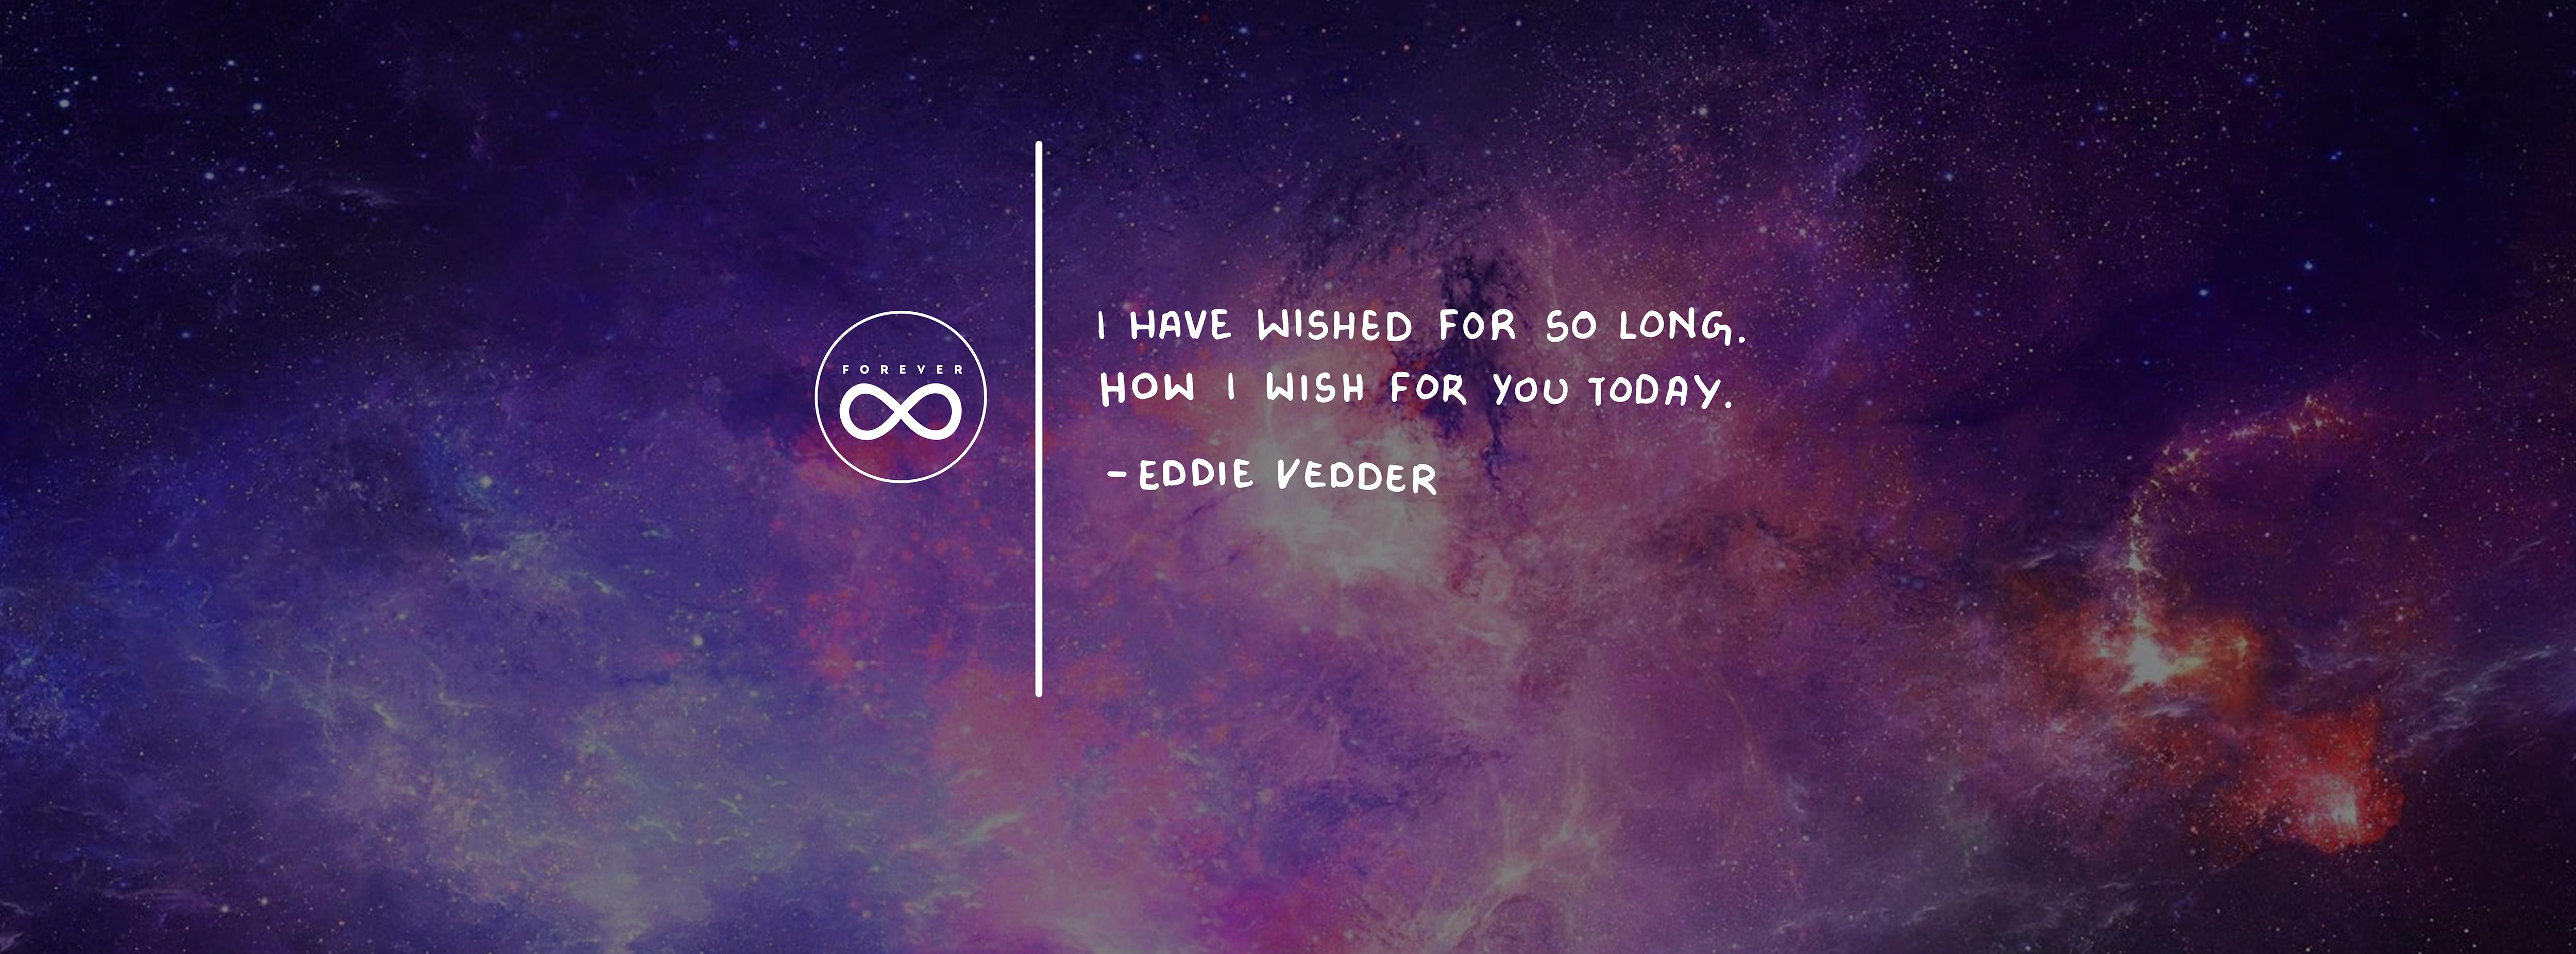 FOREVER
I HAVE WISHED FOR SO LONG.
HOW I WISH FOR YOU TODAY.
-EDDIE VEDDER